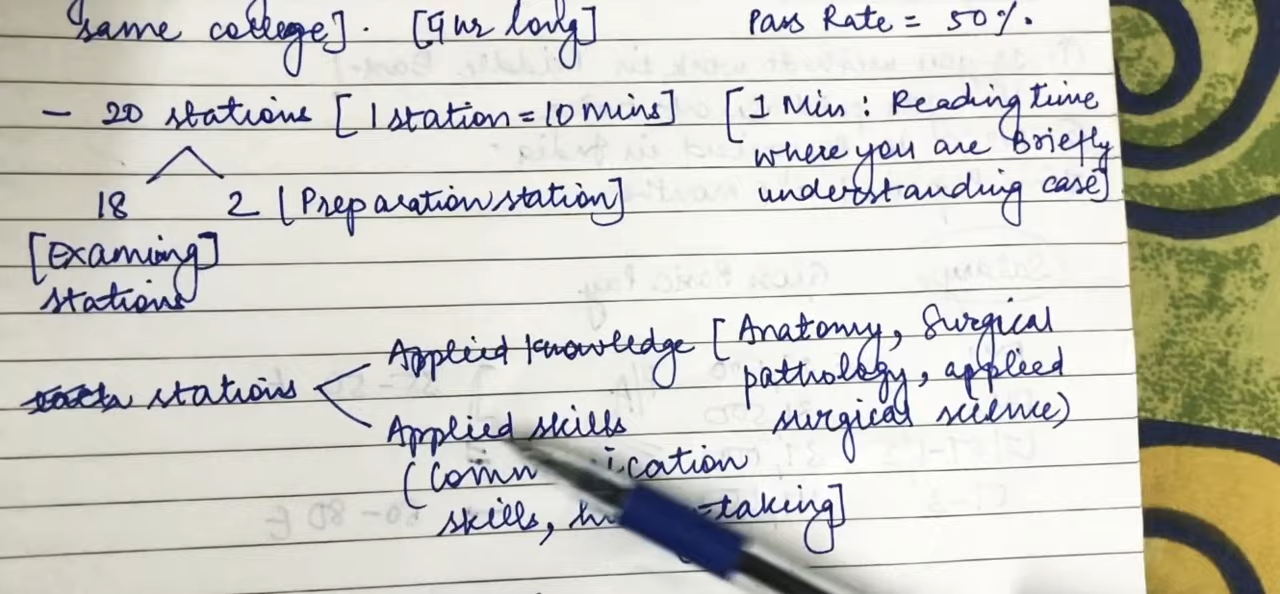 same college]. [4 hr long]
Pass Rate = 50%.
- 20 stations [1 station = 10 mins] [1 Min : Reading time
where you are Briefly
18 2 [Preparation station] understanding case]
[Examing]
stations
stations Applied knowledge [Anatomy, Surgical
pathology, applied
surgical science)
Applied skills
(Comm ication
skills, h -taking]